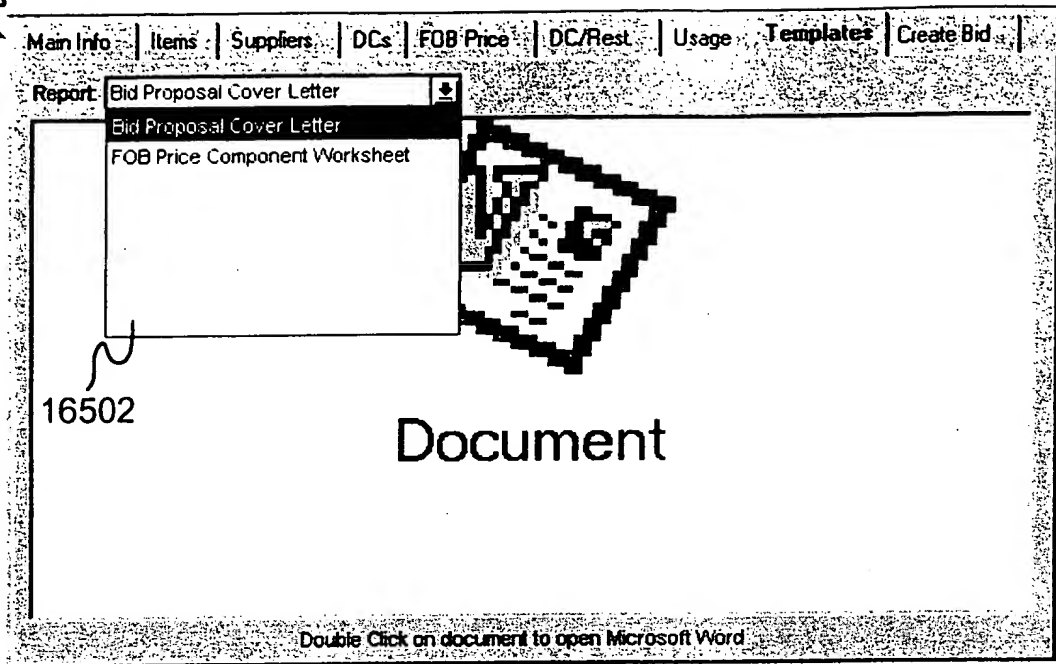 Main Info Items Suppliers DCs FOB Price DC/Rest. Usage Templates Create Bid
Report: Bid Proposal Cover Letter
Bid Proposal Cover Letter
FOB Price Component Worksheet
16502
Document
Double Click on document to open Microsoft Word